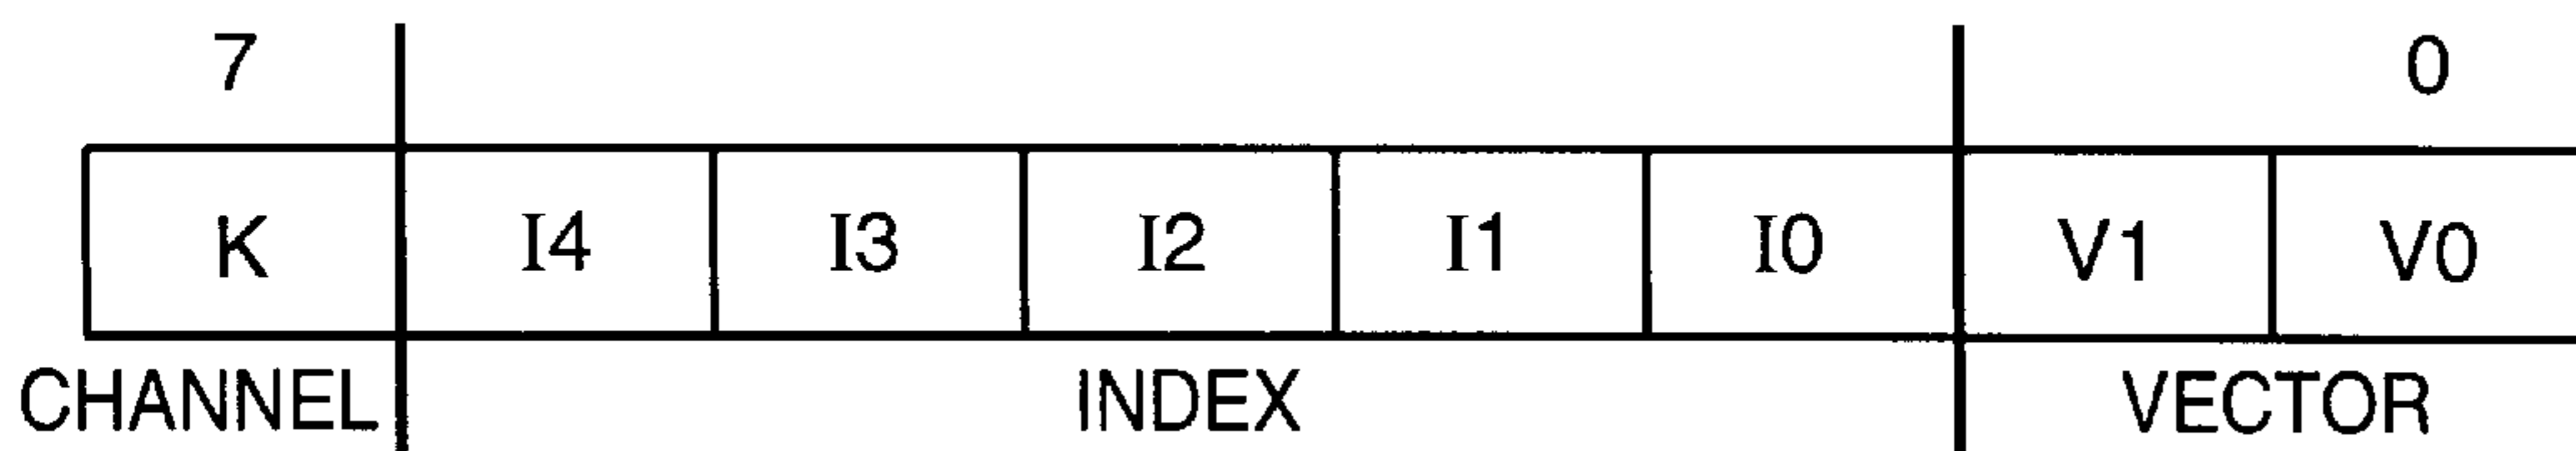 7 0
K I4 I3 I2 I1 I0 V1 V0
CHANNEL INDEX VECTOR